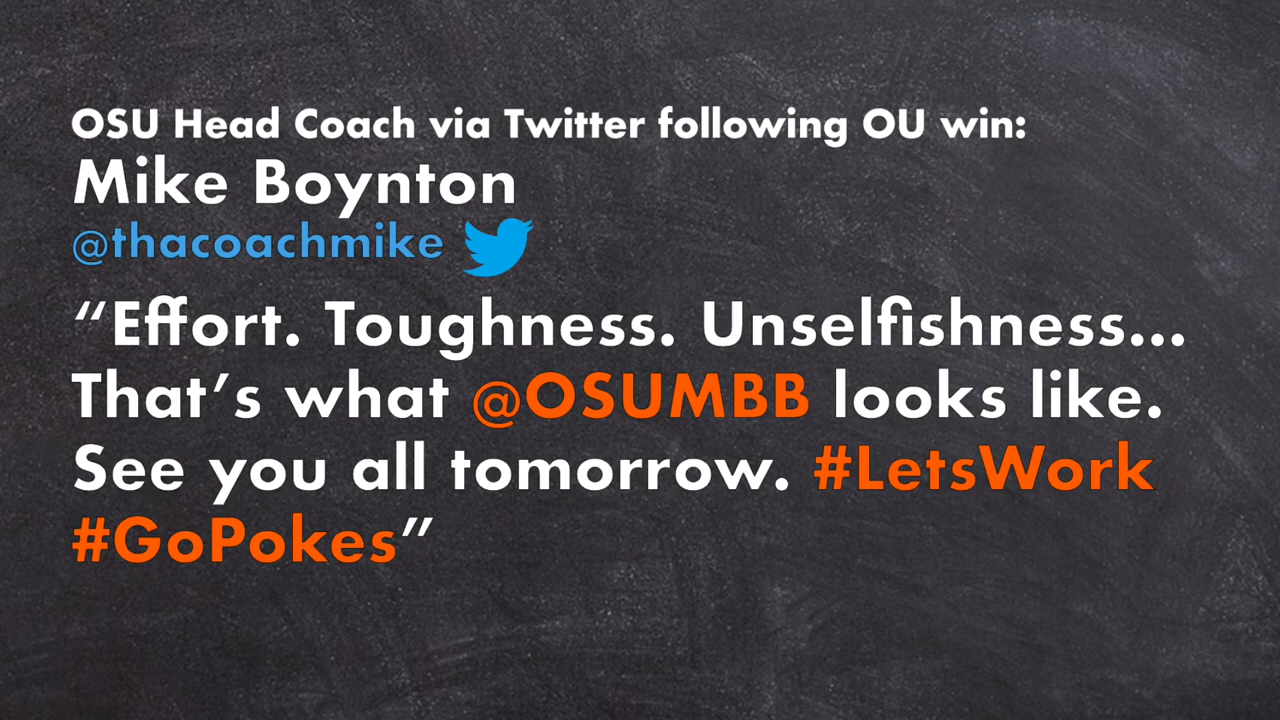 OSU Head Coach via Twitter following OU win:
Mike Boynton
@thacoachmike
“Effort. Toughness. Unselfishness...
That’s what @OSUMBB looks like.
See you all tomorrow. #LetsWork
#GoPokes”